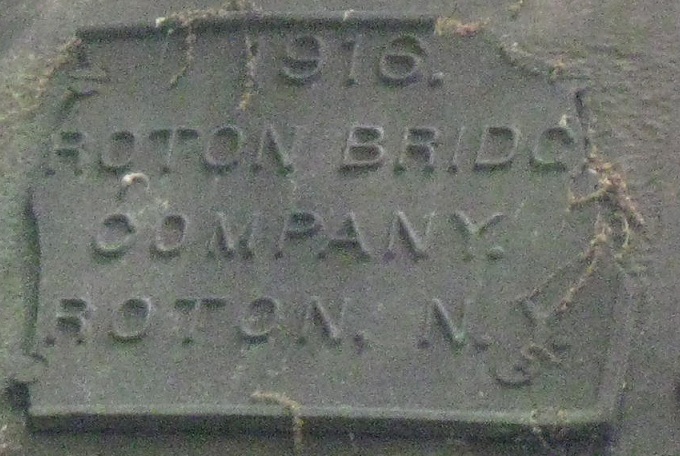 1916.
ROTON BRIDG
COMPANY.
ROTON, N.Y.